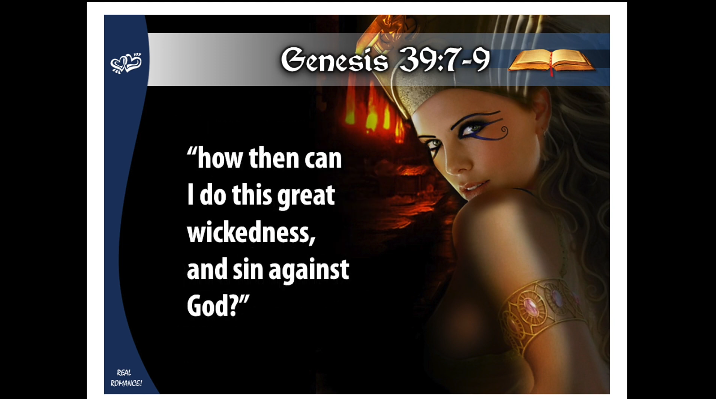 Genesis 39:7-9
“how then can
I do this great
wickedness,
and sin against
God?”
REAL
ROMANCE!